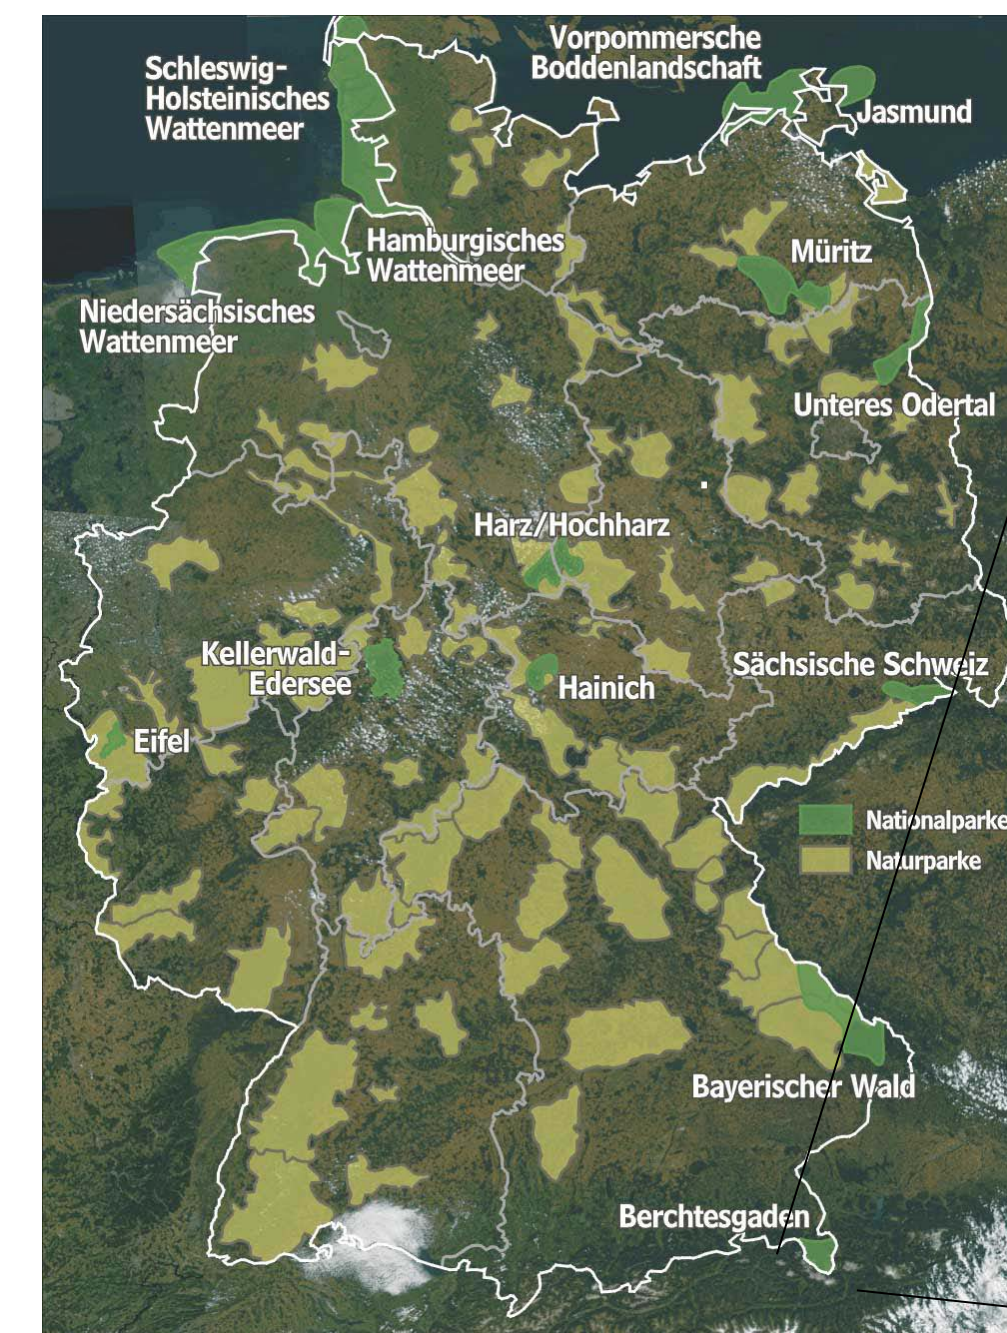 Schleswig-
Holsteinisches
Wattenmeer
Vorpommersche
Boddenlandschaft
Jasmund
Hamburgisches
Wattenmeer
Müritz
Niedersächsisches
Wattenmeer
Unteres Odertal
Harz/Hochharz
Kellerwald-
Edersee
Hainich
Sächsische Schweiz
Eifel
Nationalparke
Naturparke
Bayerischer Wald
Berchtesgaden